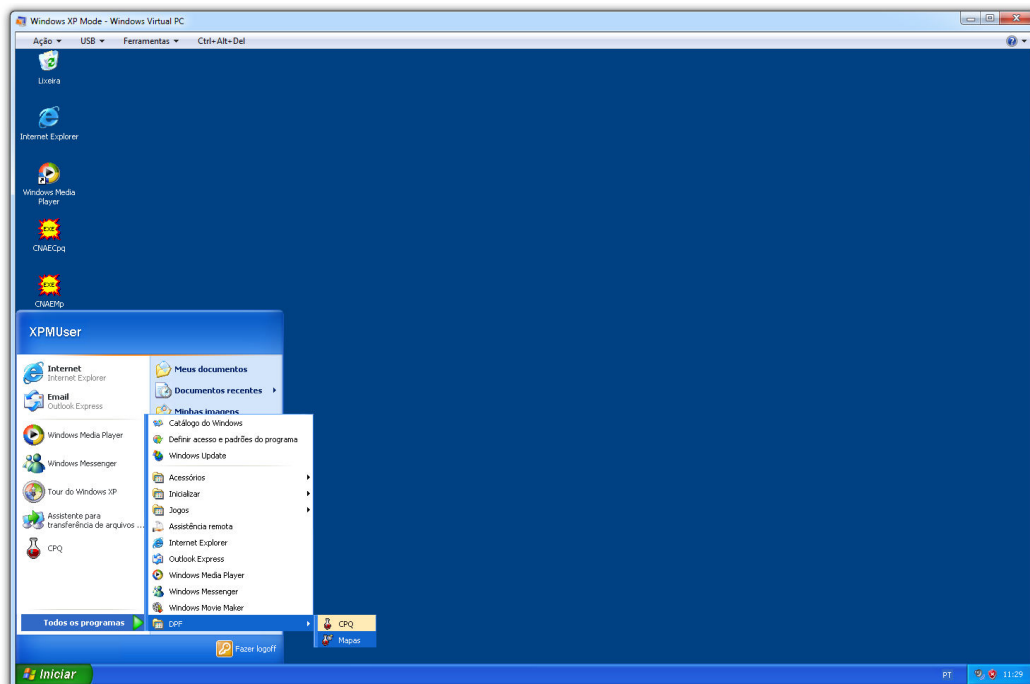 Windows XP Mode - Windows Virtual PC
Ação USB Ferramentas Ctrl+Alt+Del
Lixeira
Internet Explorer
Windows Media
Player
EXE
CNAECpq
EXE
CNAEMp
XPMUser
Internet
Internet Explorer
Email
Outlook Express
Windows Media Player
Windows Messenger
Tour do Windows XP
Assistente para
transferência de arquivos ...
CPQ
Todos os programas
Meus documentos
Documentos recentes
Minhas imagens
Catálogo do Windows
Definir acesso e padrões do programa
Windows Update
Acessórios
Inicializar
Jogos
Assistência remota
Internet Explorer
Outlook Express
Windows Media Player
Windows Messenger
Windows Movie Maker
DPF
CPQ
Mapas
Fazer logoff
Iniciar
PT
11:29